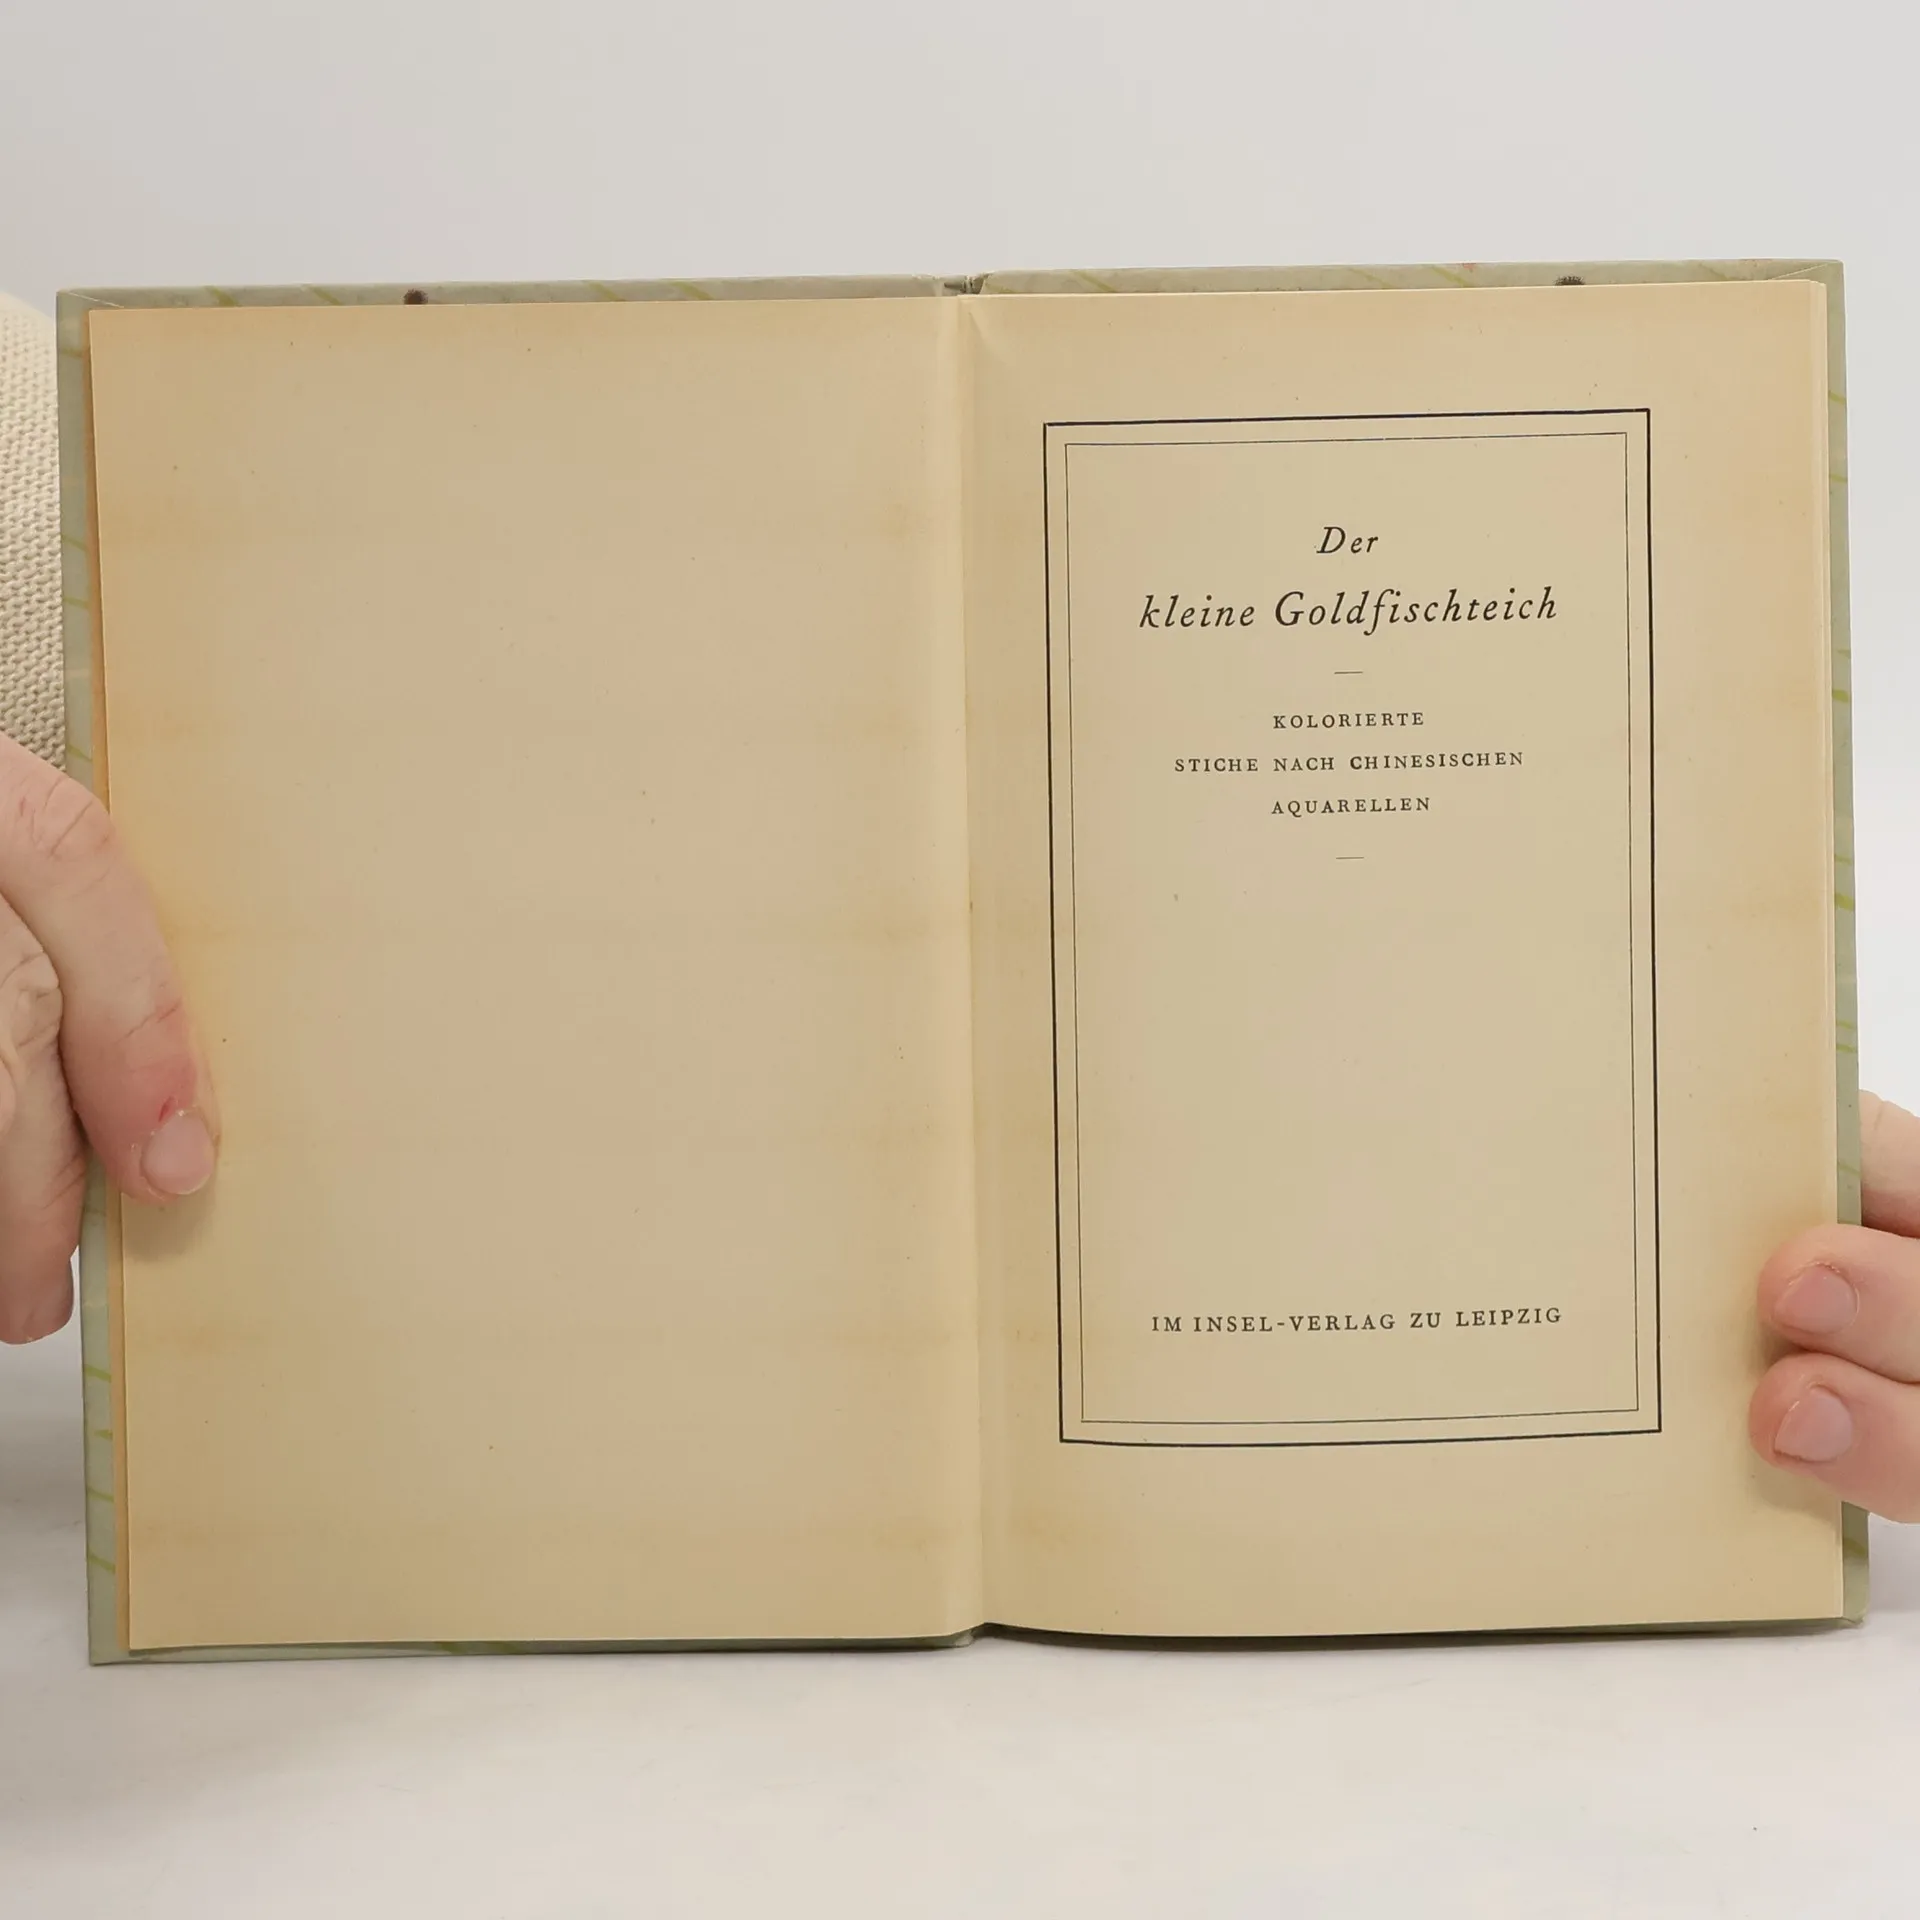 Der
kleine Goldfischteich
KOLORIERTE
STICHE NACH CHINESISCHEN
AQUARELLEN
IM INSEL-VERLAG ZU LEIPZIG